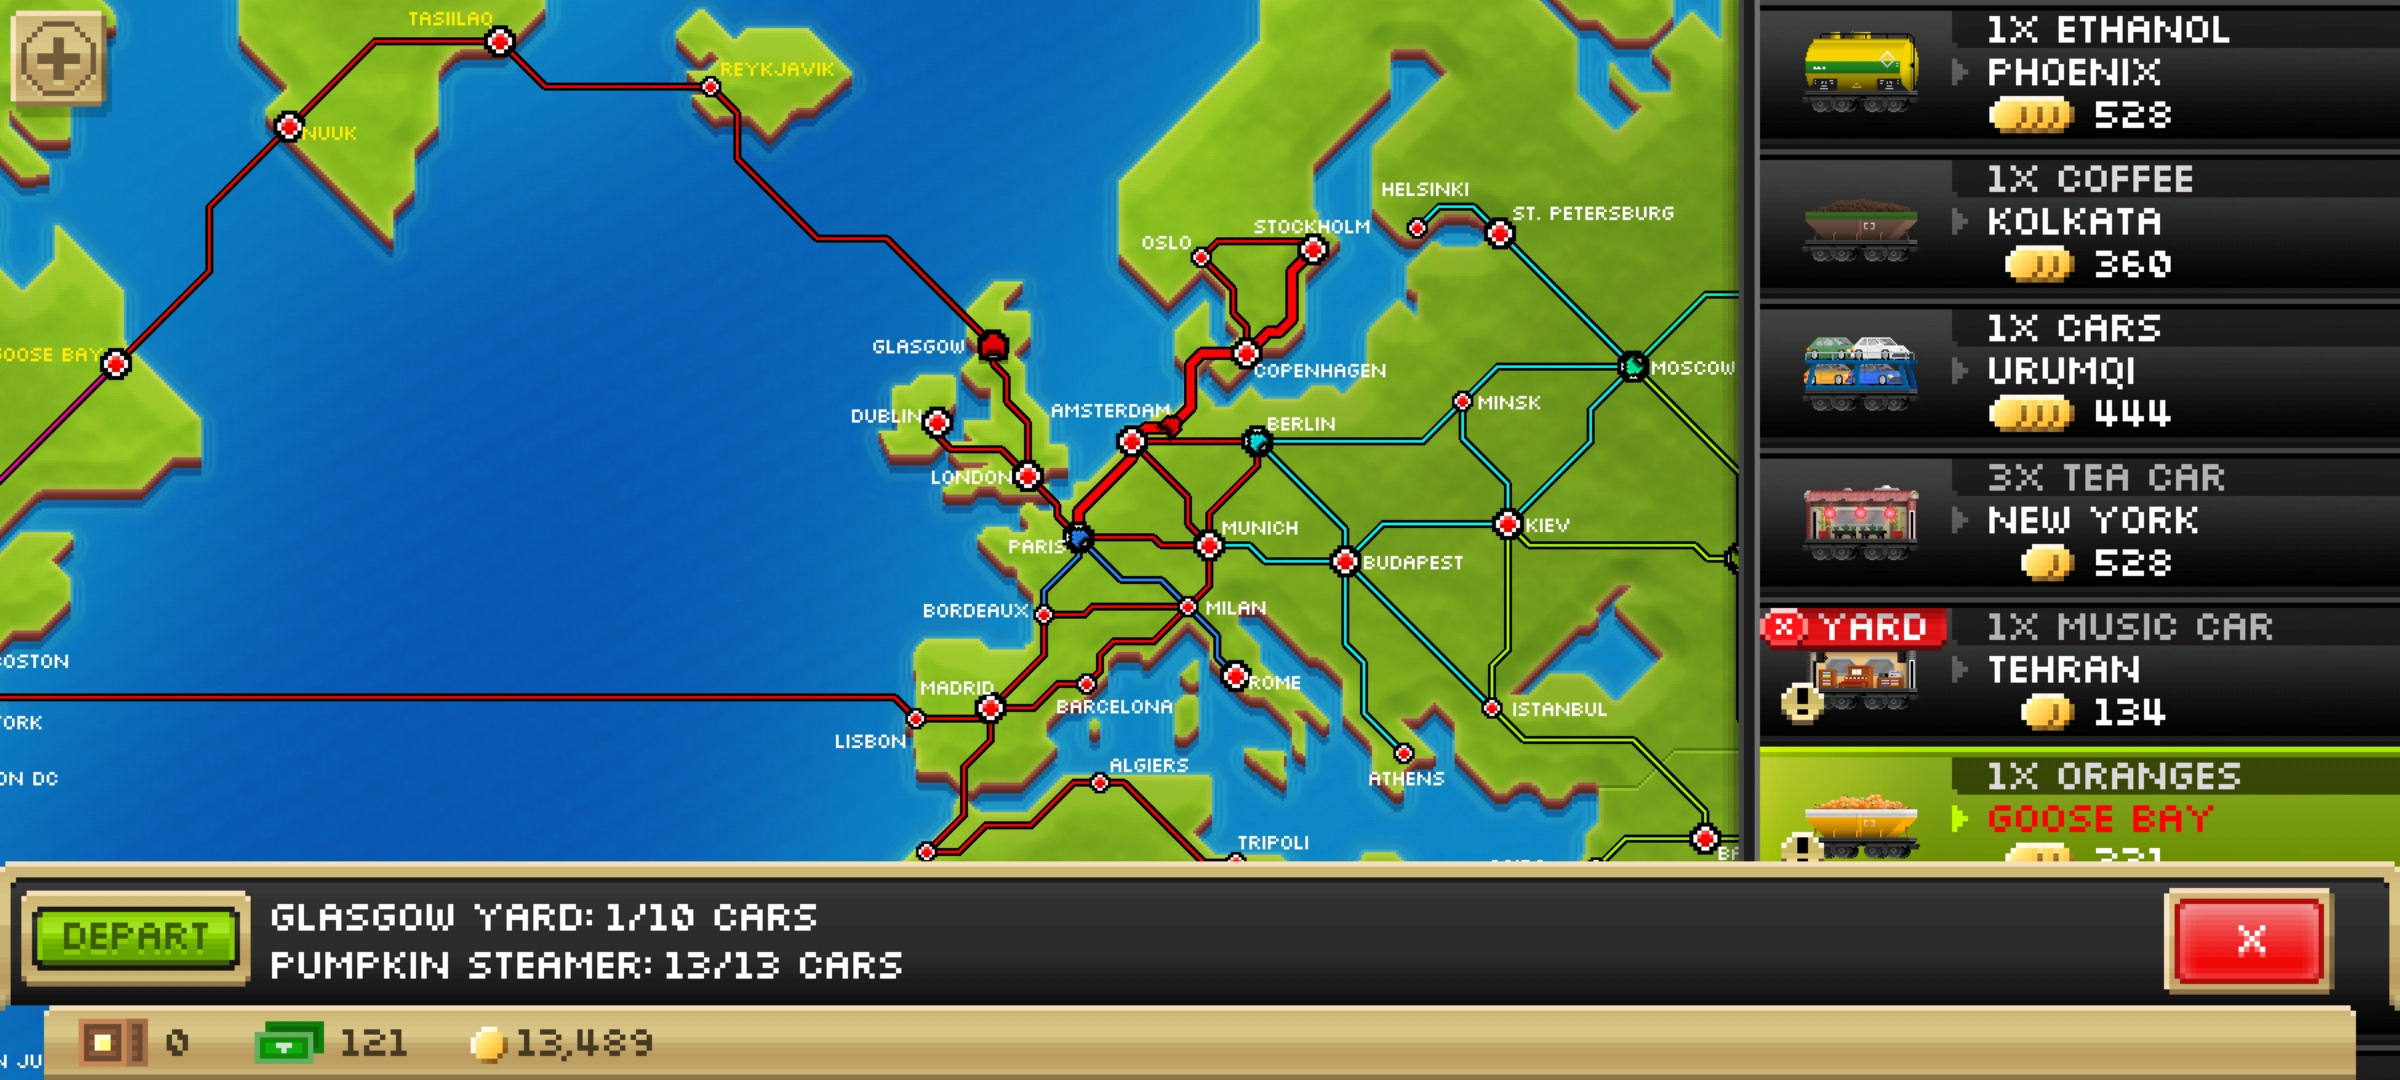 TASIILAQ
REYKJAVIK
NUUK
GOOSE BAY
HELSINKI
ST. PETERSBURG
STOCKHOLM
OSLO
GLASGOW
COPENHAGEN
MOSCOW
DUBLIN
AMSTERDAM
BERLIN
MINSK
LONDON
PARIS
MUNICH
KIEV
BUDAPEST
BORDEAUX
MILAN
OSTON
MADRID
ROME
BARCELONA
ISTANBUL
ORK
LISBON
ALGIERS
ATHENS
ON DC
TRIPOLI
1X ETHANOL
PHOENIX
528
1X COFFEE
KOLKATA
360
1X CARS
URUMQI
444
3X TEA CAR
NEW YORK
528
YARD
1X MUSIC CAR
TEHRAN
134
1X ORANGES
GOOSE BAY
DEPART
GLASGOW YARD: 1/10 CARS
PUMPKIN STEAMER: 13/13 CARS
X
0
121
13,489
N JU